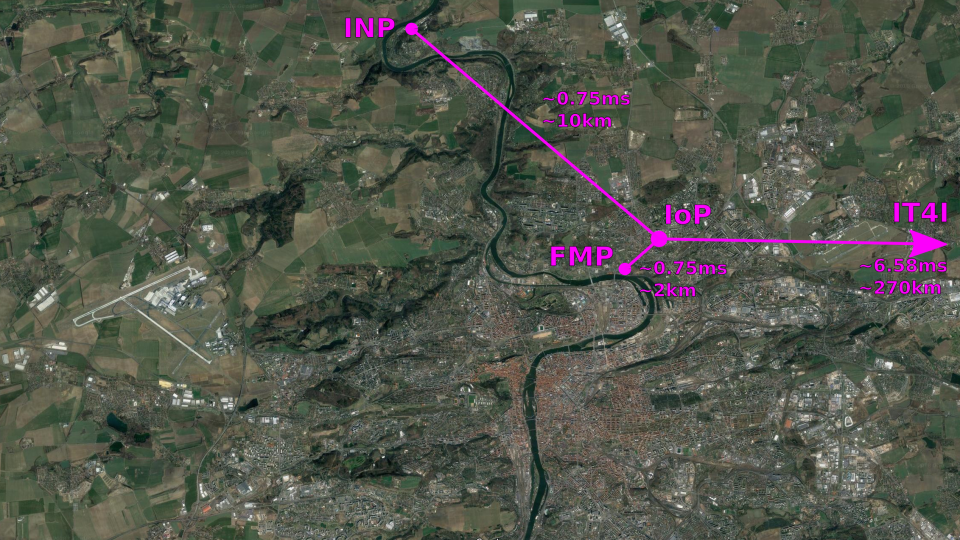 INP
~0.75ms
~10km
IoP
IT4I
FMP
~0.75ms
~2km
~6.58ms
~270km